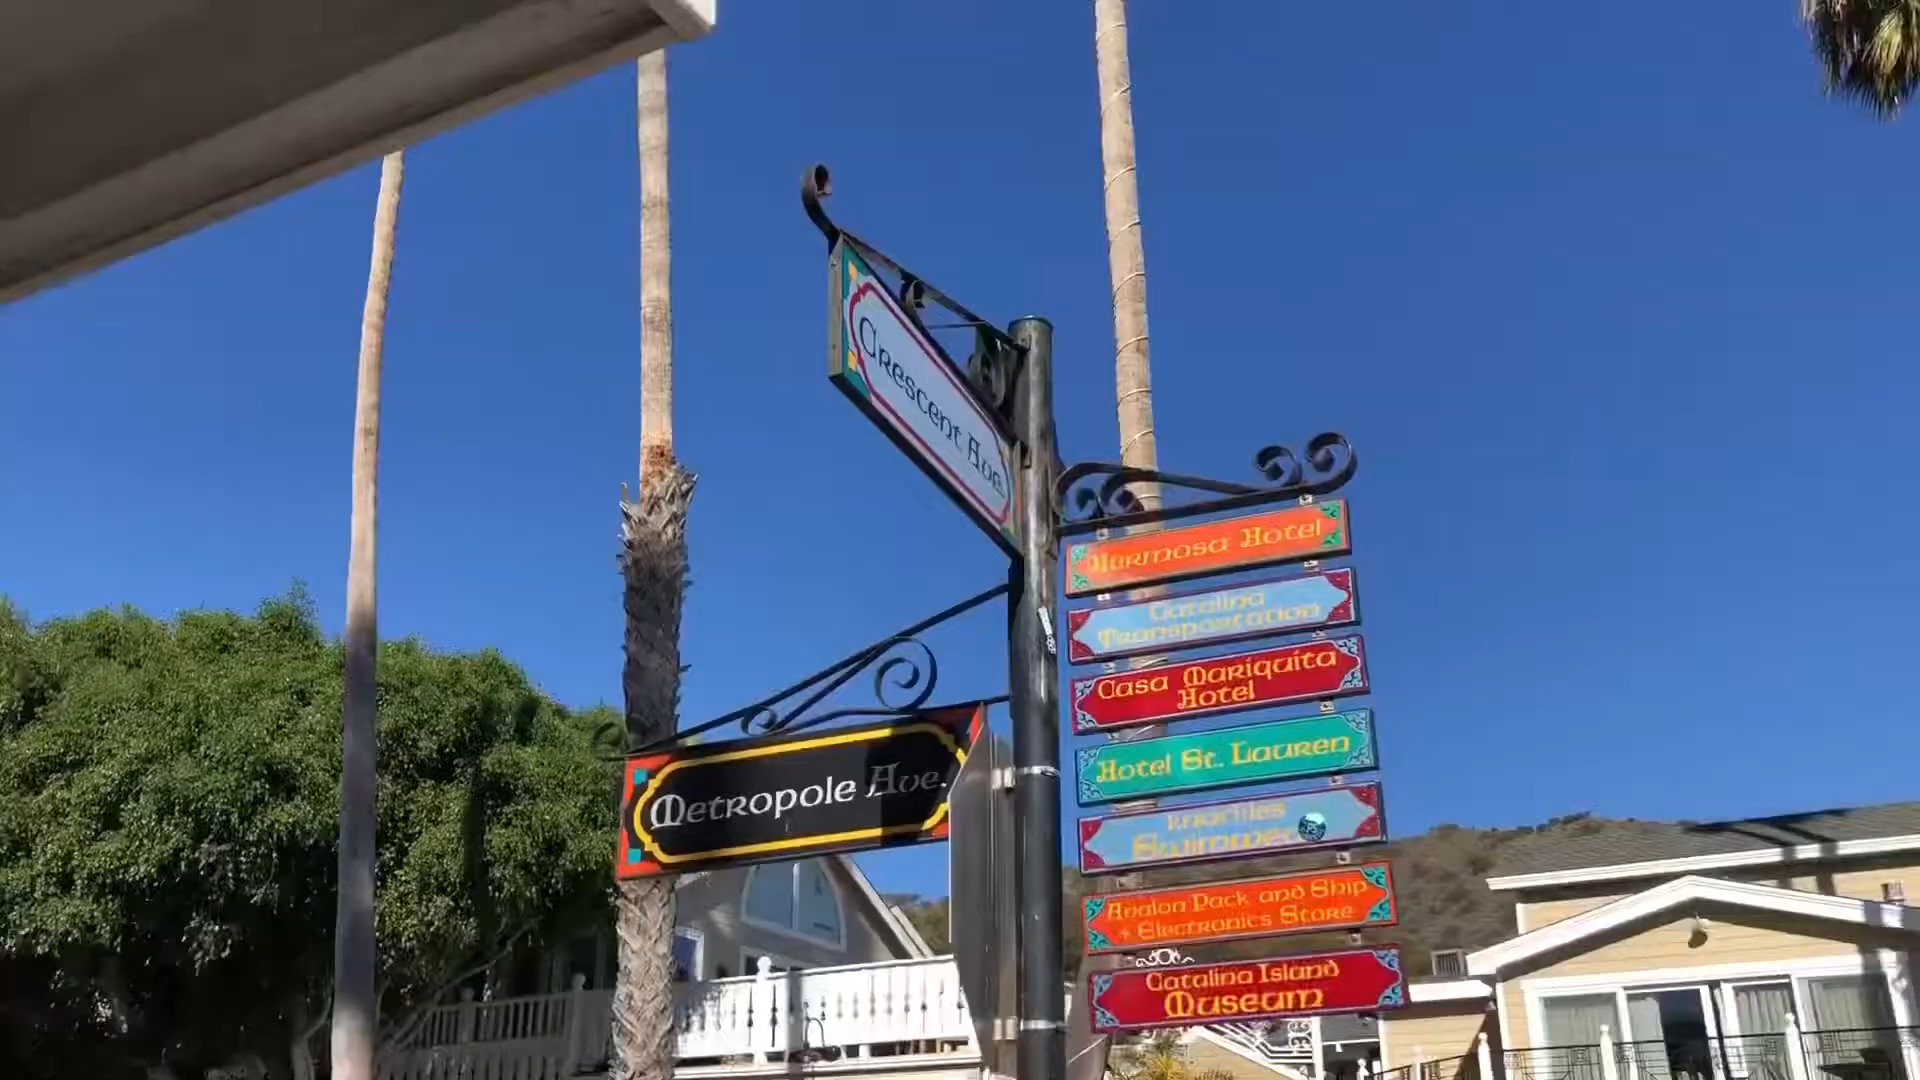 Crescent Ave.
Metropole Ave.
Hermosa Hotel
Catalina
Transportation
Casa Mariquita
Hotel
Hotel St. Lauren
Avalon Pack and Ship
+ Electronics Store
Catalina Island
Museum